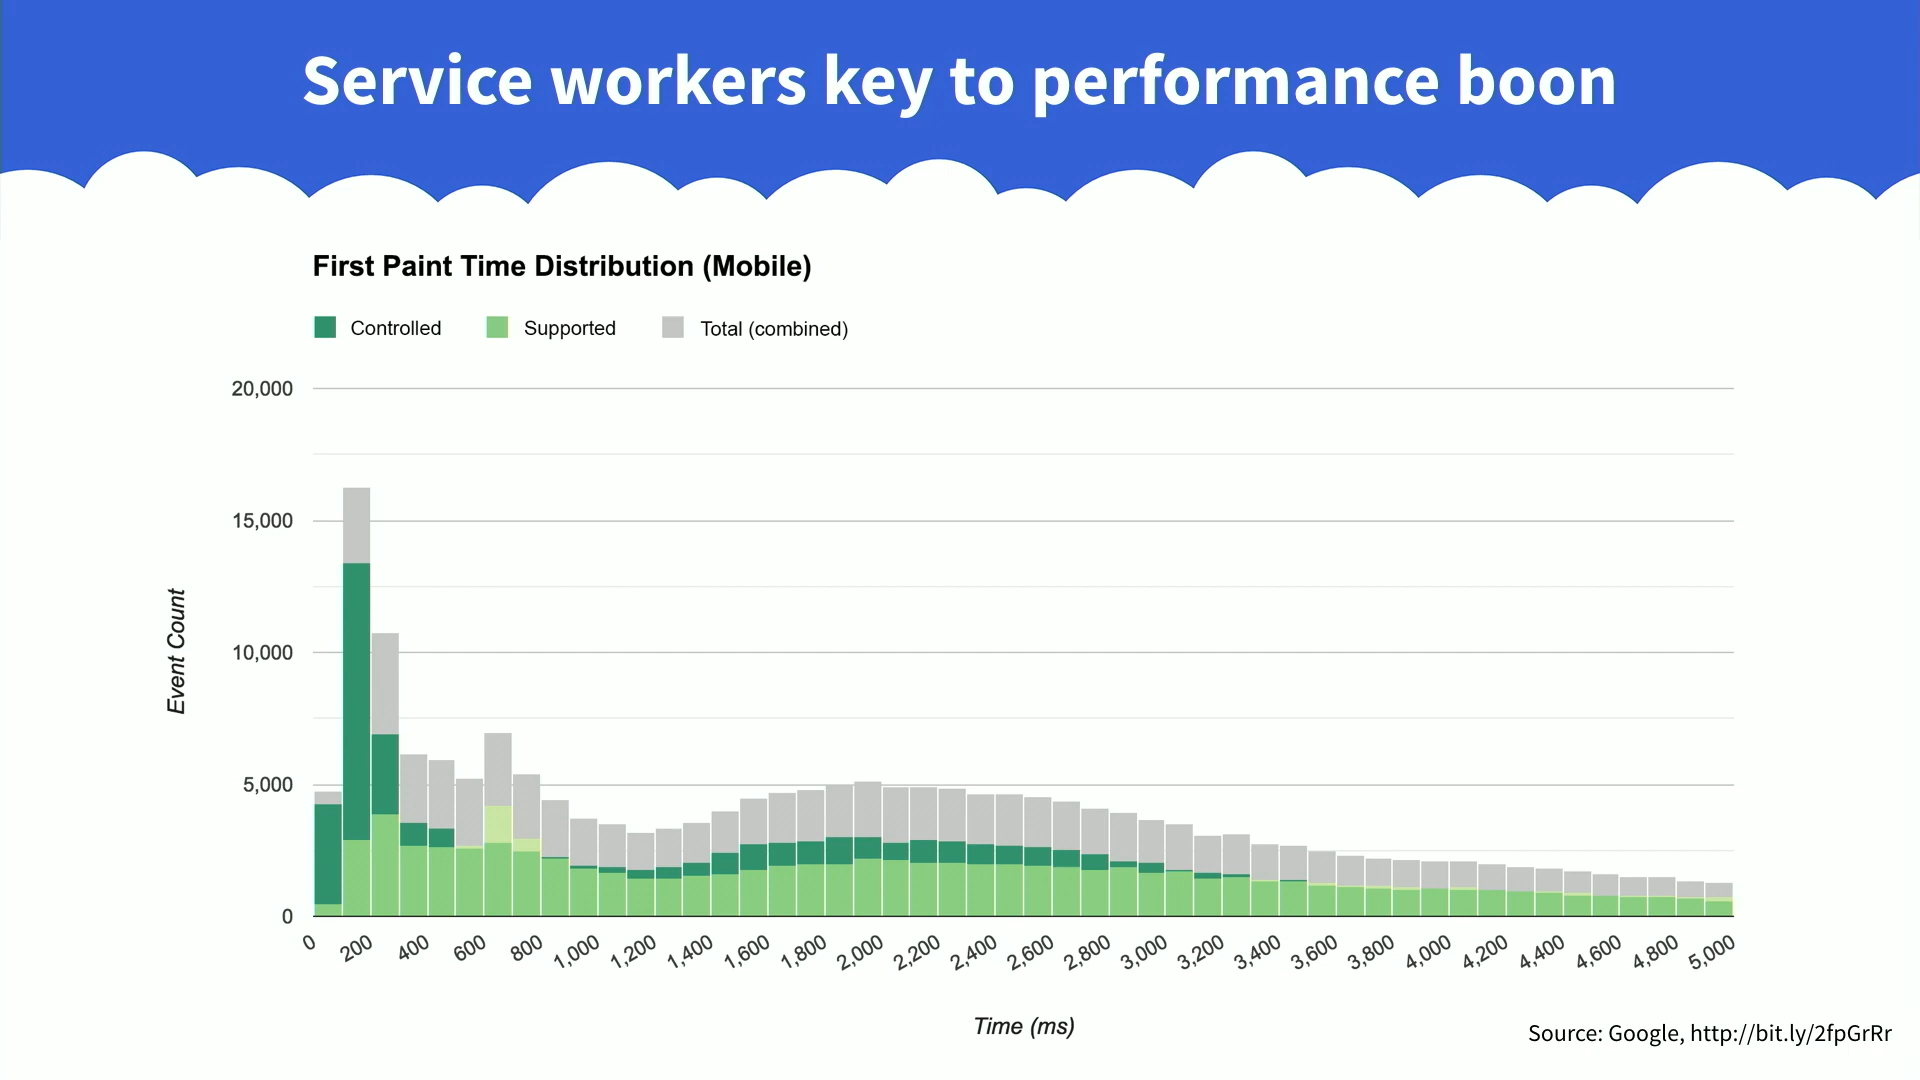 Service workers key to performance boon
First Paint Time Distribution (Mobile)
Controlled Supported Total (combined)
20,000
15,000
10,000
5,000
0
Event Count
0 200 400 600 800 1,000 1,200 1,400 1,600 1,800 2,000 2,200 2,400 2,600 2,800 3,000 3,200 3,400 3,600 3,800 4,000 4,200 4,400 4,600 4,800 5,000
Time (ms)
Source: Google, http://bit.ly/2fpGrRr